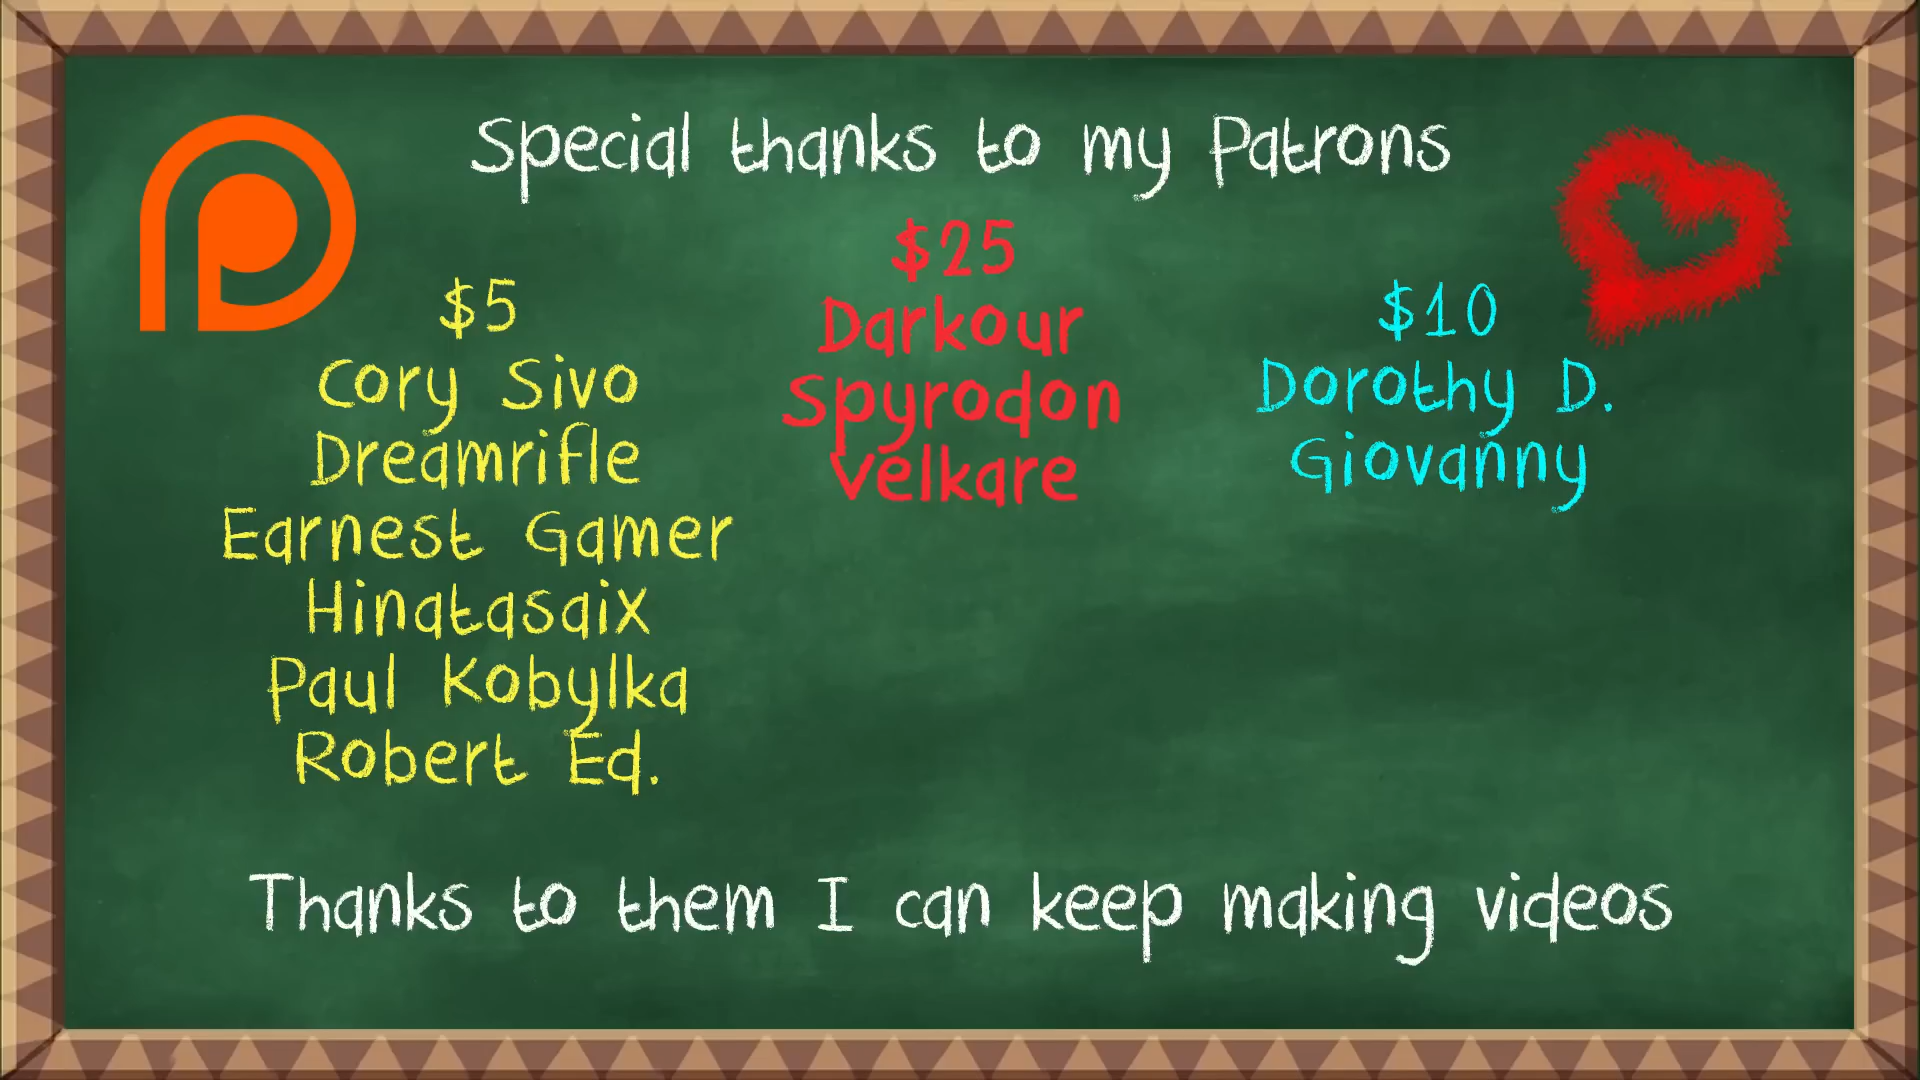 Special thanks to my Patrons
$5
Cory Sivo
Dreamrifle
Earnest Gamer
Hinatasaix
Paul Kobylka
Robert Ed.
$25
Darkour
Spyrodon
Velkare
$10
Dorothy D.
Giovanny
Thanks to them I can keep making videos